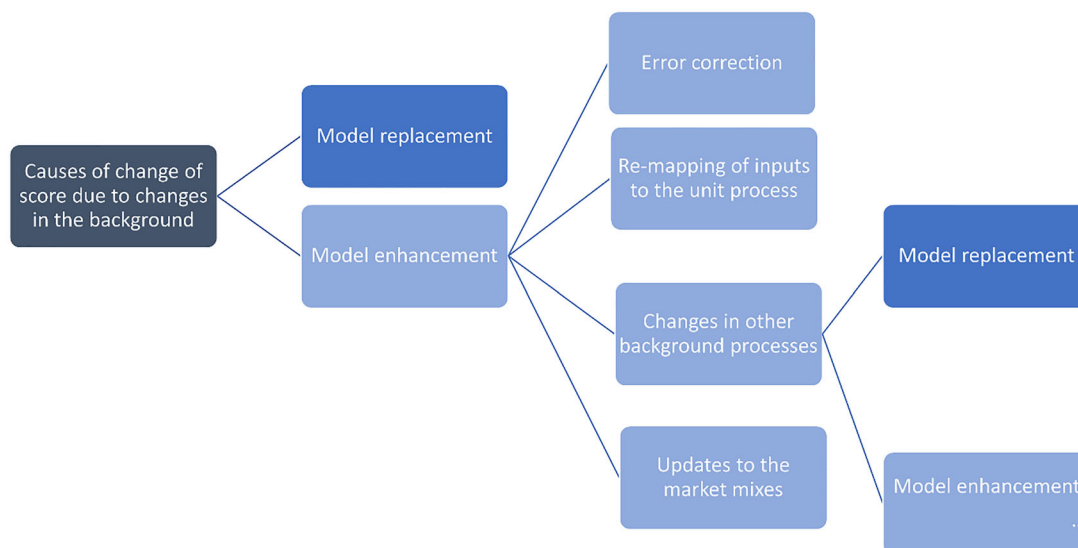 Causes of change of
score due to changes
in the background
Model replacement
Model enhancement
Error correction
Re-mapping of inputs
to the unit process
Changes in other
background processes
Updates to the
market mixes
Model replacement
Model enhancement
.